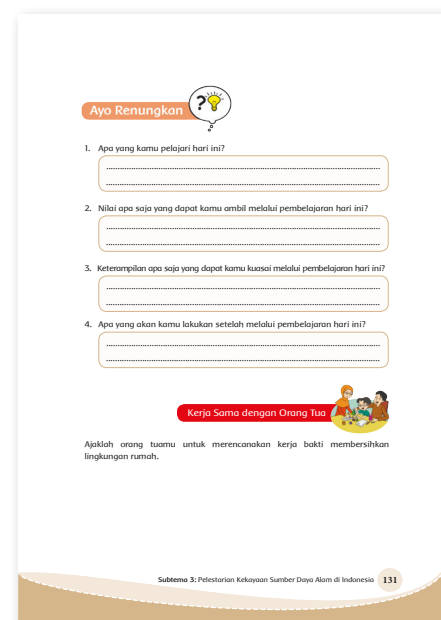 Ayo Renungkan
1. Apa yang kamu pelajari hari ini?
2. Nilai apa saja yang dapat kamu ambil melalui pembelajaran hari ini?
3. Keterampilan apa saja yang dapat kamu kuasai melalui pembelajaran hari ini?
4. Apa yang akan kamu lakukan setelah melalui pembelajaran hari ini?
Kerja Sama dengan Orang Tua
Ajaklah orang tuamu untuk merencanakan kerja bakti membersihkan
lingkungan rumah.
Subtema 3: Pelestarian Kekayaan Sumber Daya Alam di Indonesia 131